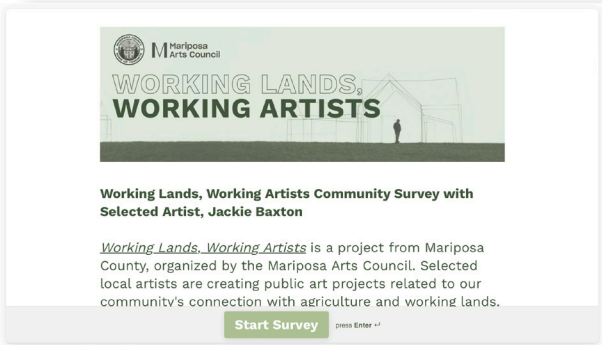 Mariposa
Arts Council
WORKING LANDS,
WORKING ARTISTS
Working Lands, Working Artists Community Survey with
Selected Artist, Jackie Baxton
Working Lands, Working Artists is a project from Mariposa
County, organized by the Mariposa Arts Council. Selected
local artists are creating public art projects related to our
community's connection with agriculture and working lands.
Start Survey press Enter ↵